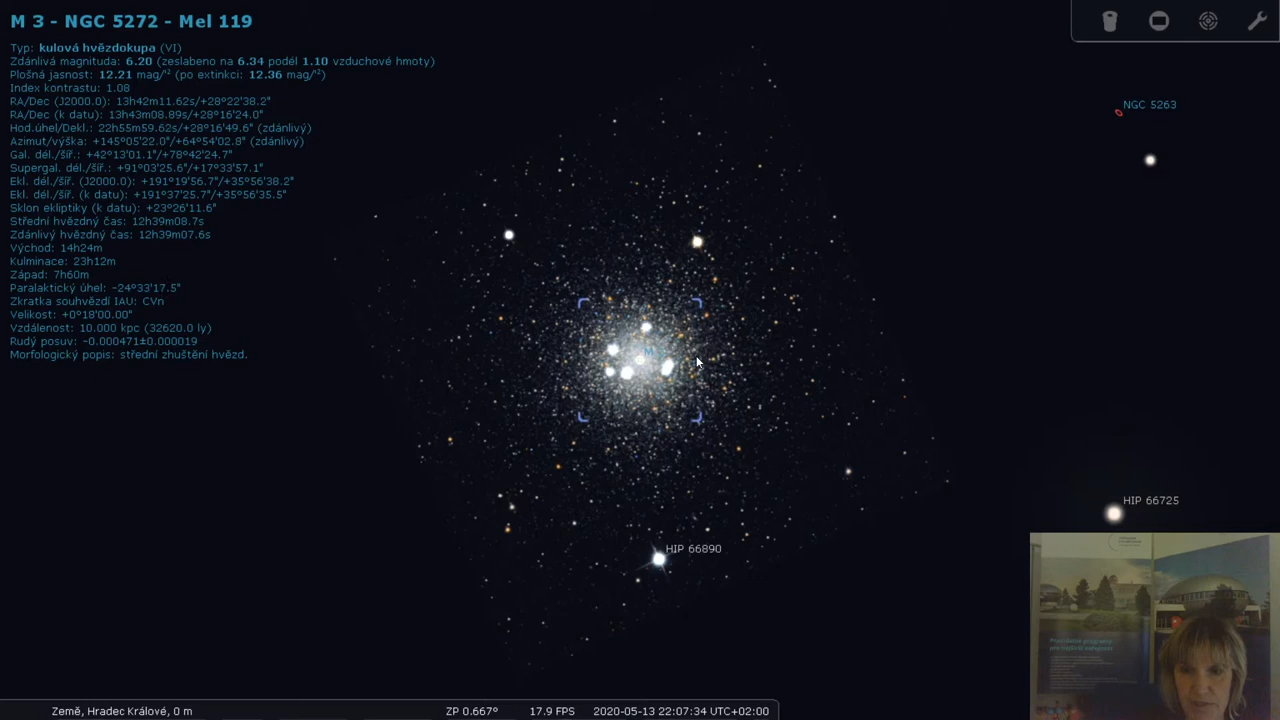 M 3 - NGC 5272 - Mel 119
Typ: kulová hvězdokupa (VI)
Zdánlivá magnituda: 6.20 (zeslabeno na 6.34 podél 1.10 vzduchové hmoty)
Plošná jasnost: 12.21 mag/"² (po extinkci: 12.36 mag/"²)
Index kontrastu: 1.08
RA/Dec (J2000.0): 13h42m11.62s/+28°22'38.2"
RA/Dec (k datu): 13h43m08.89s/+28°16'24.0"
Hod.úhel/Dekl.: 22h55m59.62s/+28°16'49.6" (zdánlivý)
Azimut/výška: +145°05'22.0"/+64°54'02.8" (zdánlivý)
Gal. dél./šíř.: +42°13'01.1"/+78°42'24.7"
Supergal. dél./šíř.: +91°03'25.6"/+17°33'57.1"
Ekl. dél./šíř. (J2000.0): +191°19'56.7"/+35°56'38.2"
Ekl. dél./šíř. (k datu): +191°37'25.7"/+35°56'35.5"
Sklon ekliptiky (k datu): +23°26'11.6"
Střední hvězdný čas: 12h39m08.7s
Zdánlivý hvězdný čas: 12h39m07.6s
Východ: 14h24m
Kulminace: 23h12m
Západ: 7h60m
Paralaktický úhel: -24°33'17.5"
Zkratka souhvězdí IAU: CVn
Velikost: +0°18'00.00"
Vzdálenost: 10.000 kpc (32620.0 ly)
Rudý posuv: -0.000471±0.000019
Morfologický popis: střední zhuštění hvězd.
NGC 5263
M
HIP 66725
HIP 66890
Země, Hradec Králové, 0 m
ZP 0.667°
17.9 FPS
2020-05-13 22:07:34 UTC+02:00